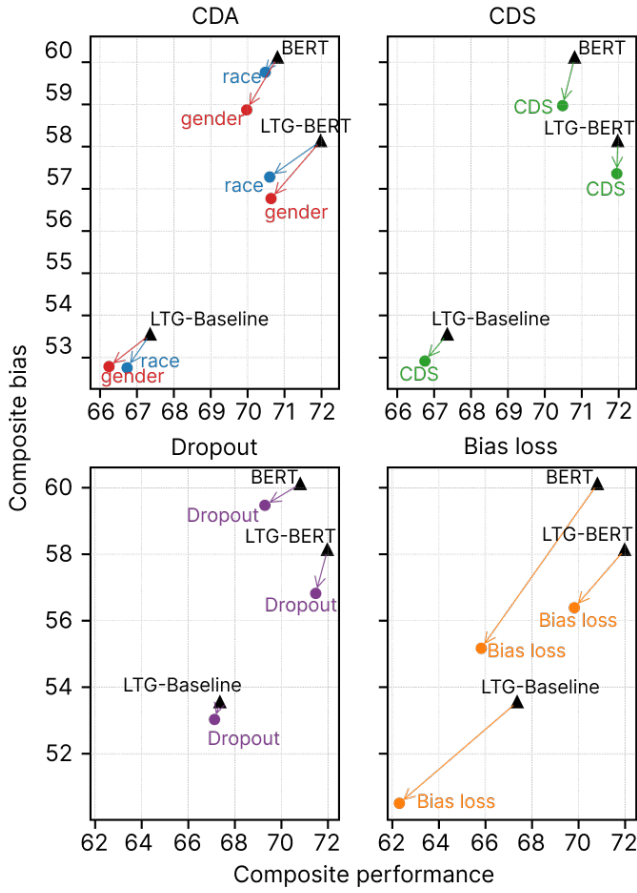 CDA
CDS
60
59
58
57
56
55
54
53
BERT
race
gender
LTG-BERT
race
gender
LTG-Baseline
race
gender
66 67 68 69 70 71 72
BERT
CDS
LTG-BERT
CDS
LTG-Baseline
CDS
66 67 68 69 70 71 72
Composite bias
Dropout
Bias loss
60
58
56
54
52
BERT
Dropout
LTG-BERT
Dropout
LTG-Baseline
Dropout
62 64 66 68 70 72
BERT
LTG-BERT
Bias loss
Bias loss
LTG-Baseline
Bias loss
62 64 66 68 70 72
Composite performance